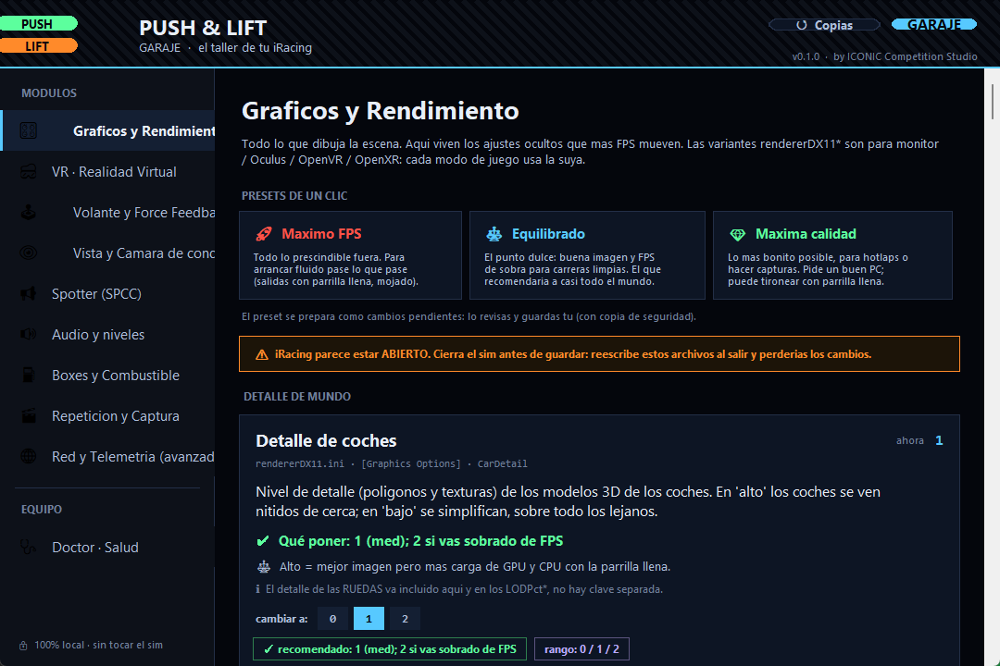 PUSH
LIFT
PUSH & LIFT
GARAJE · el taller de tu iRacing
Copias
GARAJE
v0.1.0 · by ICONIC Competition Studio
MODULOS
Graficos y Rendimient
VR · Realidad Virtual
Volante y Force Feedba
Vista y Camara de cond
Spotter (SPCC)
Audio y niveles
Boxes y Combustible
Repeticion y Captura
Red y Telemetria (avanzad
EQUIPO
Doctor · Salud
100% local · sin tocar el sim
Graficos y Rendimiento
Todo lo que dibuja la escena. Aqui viven los ajustes ocultos que mas FPS mueven. Las variantes rendererDX11* son para monitor
/ Oculus / OpenVR / OpenXR: cada modo de juego usa la suya.
PRESETS DE UN CLIC
Maximo FPS
Todo lo prescindible fuera. Para
arrancar fluido pase lo que pase
(salidas con parrilla llena, mojado).
Equilibrado
El punto dulce: buena imagen y FPS
de sobra para carreras limpias. El que
recomendaria a casi todo el mundo.
Maxima calidad
Lo mas bonito posible, para hotlaps o
hacer capturas. Pide un buen PC;
puede tironear con parrilla llena.
El preset se prepara como cambios pendientes: lo revisas y guardas tu (con copia de seguridad).
iRacing parece estar ABIERTO. Cierra el sim antes de guardar: reescribe estos archivos al salir y perderias los cambios.
DETALLE DE MUNDO
Detalle de coches
ahora 1
rendererDX11.ini · [Graphics Options] · CarDetail
Nivel de detalle (poligonos y texturas) de los modelos 3D de los coches. En 'alto' los coches se ven
nitidos de cerca; en 'bajo' se simplifican, sobre todo los lejanos.
✔ Qué poner: 1 (med); 2 si vas sobrado de FPS
Alto = mejor imagen pero mas carga de GPU y CPU con la parrilla llena.
ℹ El detalle de las RUEDAS va incluido aqui y en los LODPct*, no hay clave separada.
cambiar a: 0 1 2
✔ recomendado: 1 (med); 2 si vas sobrado de FPS
rango: 0 / 1 / 2